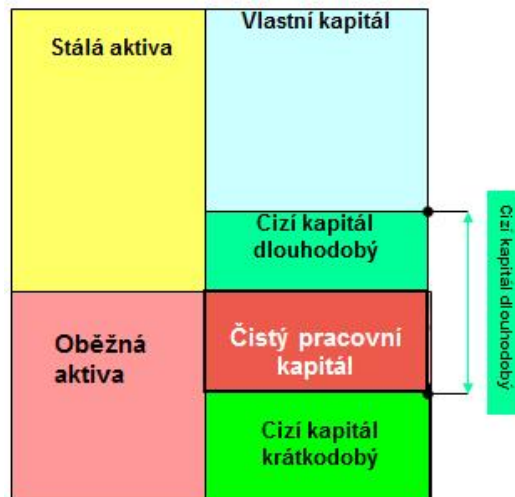 Stálá aktiva
Vlastní kapitál
Cizí kapitál
dlouhodobý
Cizí kapitál dlouhodobý
Oběžná
aktiva
Čistý pracovní
kapitál
Cizí kapitál
krátkodobý